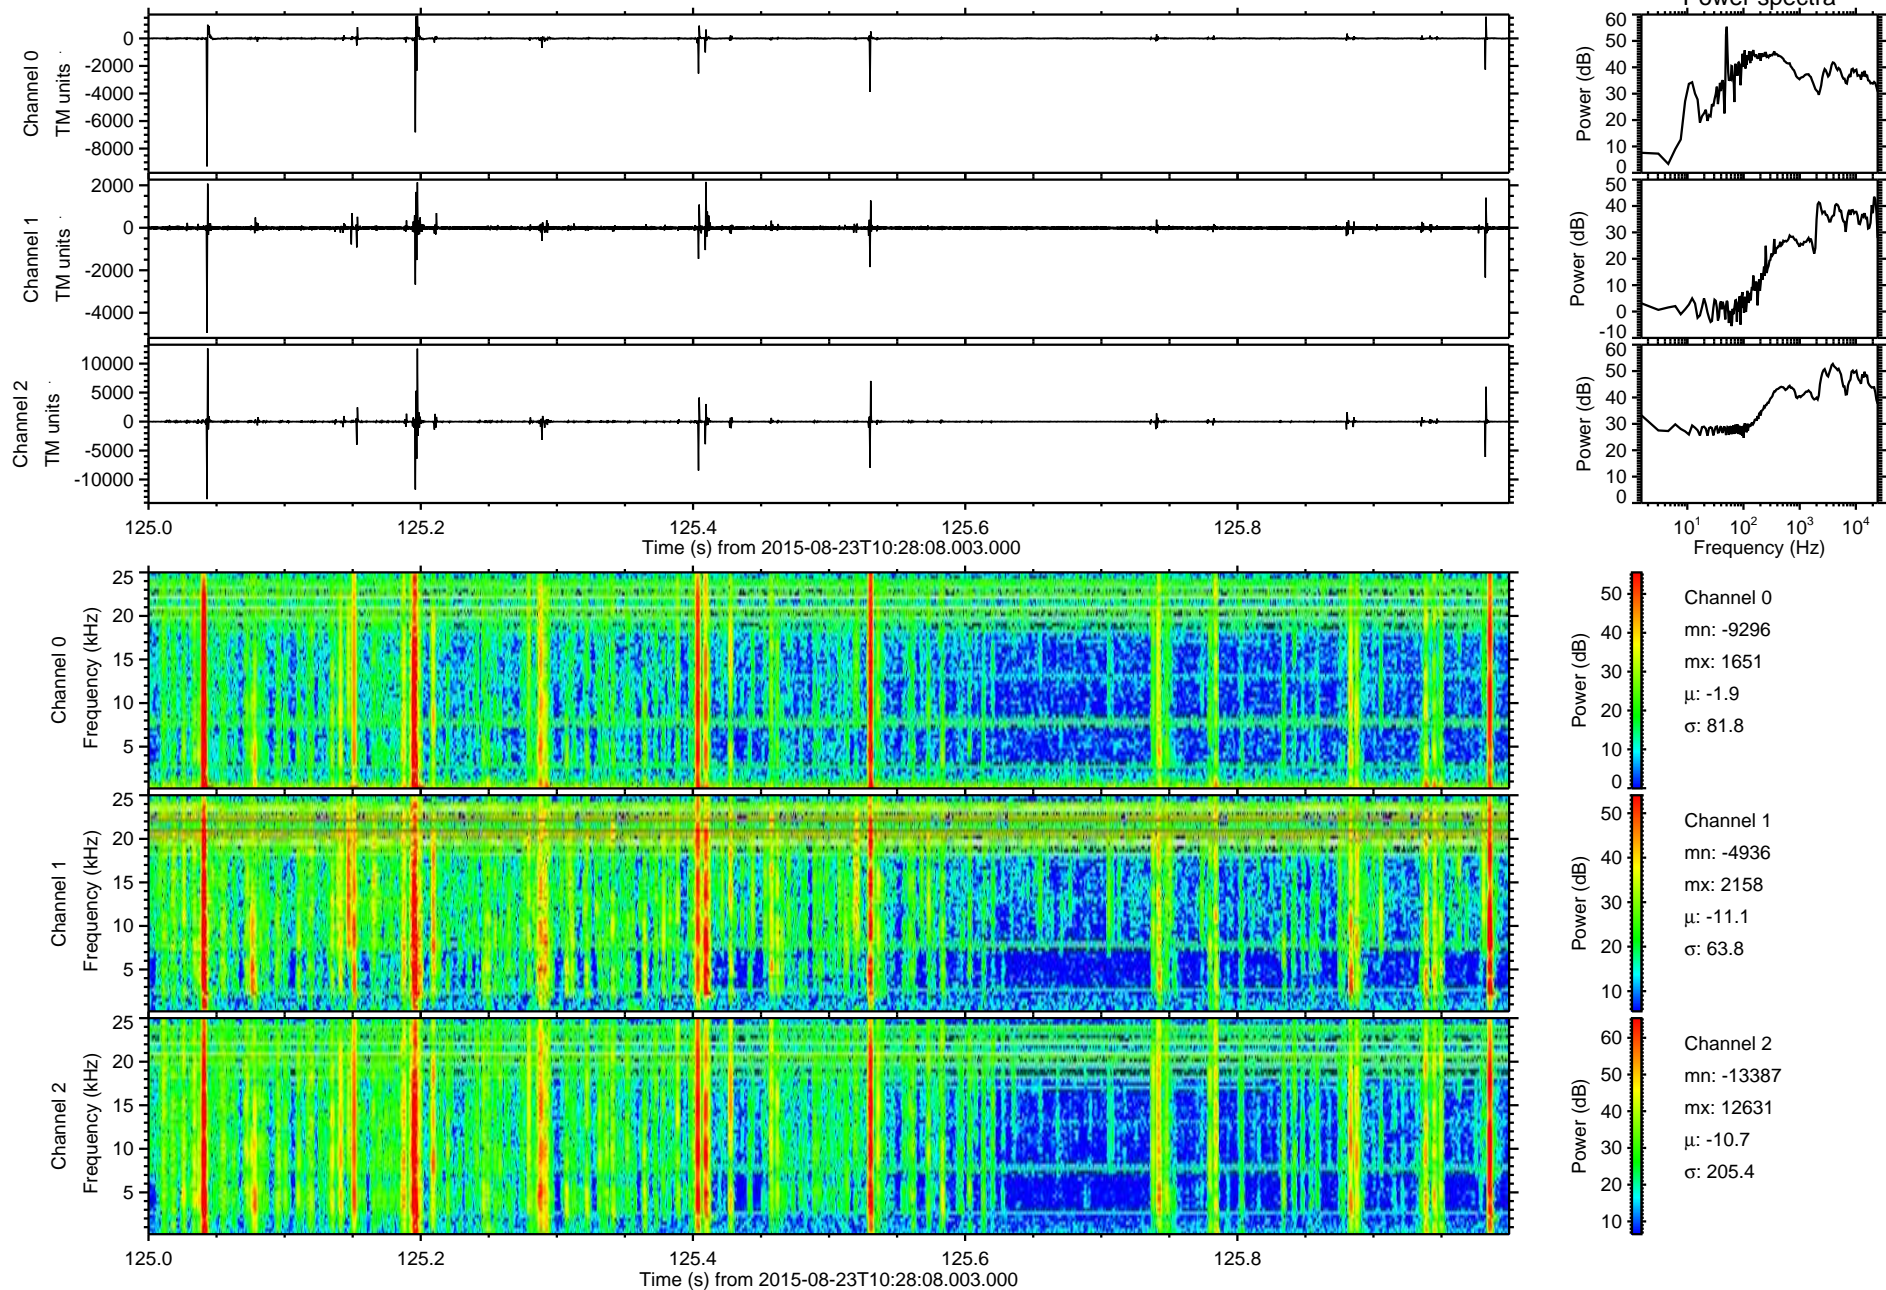 Power spectra
Channel 0
TM units
0
-2000
-4000
-6000
-8000
Power (dB)
60
50
40
30
20
10
0
Channel 1
TM units
2000
0
-2000
-4000
Power (dB)
50
40
30
20
10
0
-10
Channel 2
TM units
10000
5000
0
-5000
-10000
Power (dB)
60
50
40
30
20
10
0
125.0 125.2 125.4 125.6 125.8
Time (s) from 2015-08-23T10:28:08.003.000
10¹ 10² 10³ 10⁴
Frequency (Hz)
Channel 0
Frequency (kHz)
25
20
15
10
5
Power (dB)
50
40
30
20
10
0
Channel 0
mn: -9296
mx: 1651
μ: -1.9
σ: 81.8
Channel 1
Frequency (kHz)
25
20
15
10
5
Power (dB)
50
40
30
20
10
Channel 1
mn: -4936
mx: 2158
μ: -11.1
σ: 63.8
Channel 2
Frequency (kHz)
25
20
15
10
5
Power (dB)
60
50
40
30
20
10
Channel 2
mn: -13387
mx: 12631
μ: -10.7
σ: 205.4
125.0 125.2 125.4 125.6 125.8
Time (s) from 2015-08-23T10:28:08.003.000